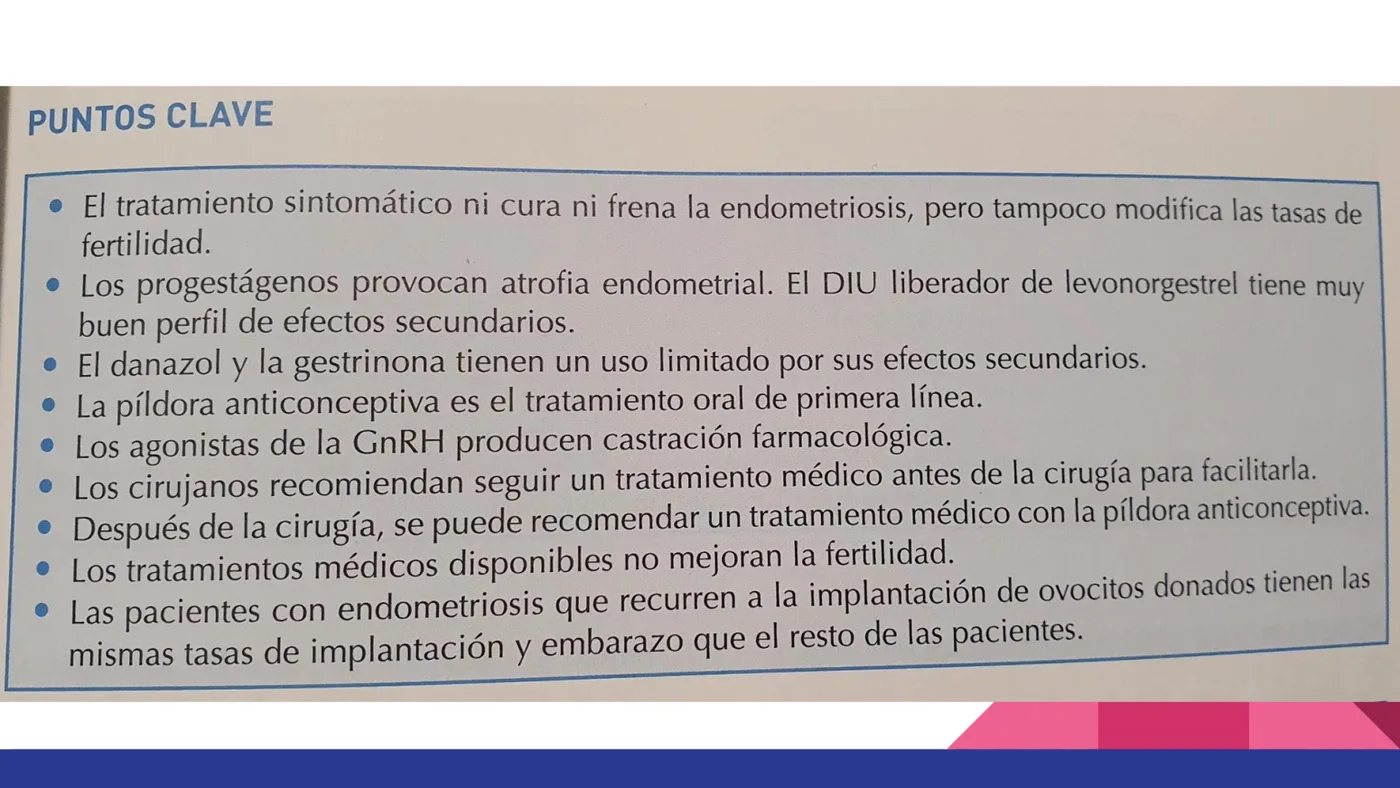 PUNTOS CLAVE
• El tratamiento sintomático ni cura ni frena la endometriosis, pero tampoco modifica las tasas de
fertilidad.
• Los progestágenos provocan atrofia endometrial. El DIU liberador de levonorgestrel tiene muy
buen perfil de efectos secundarios.
• El danazol y la gestrinona tienen un uso limitado por sus efectos secundarios.
• La píldora anticonceptiva es el tratamiento oral de primera línea.
• Los agonistas de la GnRH producen castración farmacológica.
• Los cirujanos recomiendan seguir un tratamiento médico antes de la cirugía para facilitarla.
• Después de la cirugía, se puede recomendar un tratamiento médico con la píldora anticonceptiva.
• Los tratamientos médicos disponibles no mejoran la fertilidad.
• Las pacientes con endometriosis que recurren a la implantación de ovocitos donados tienen las
mismas tasas de implantación y embarazo que el resto de las pacientes.